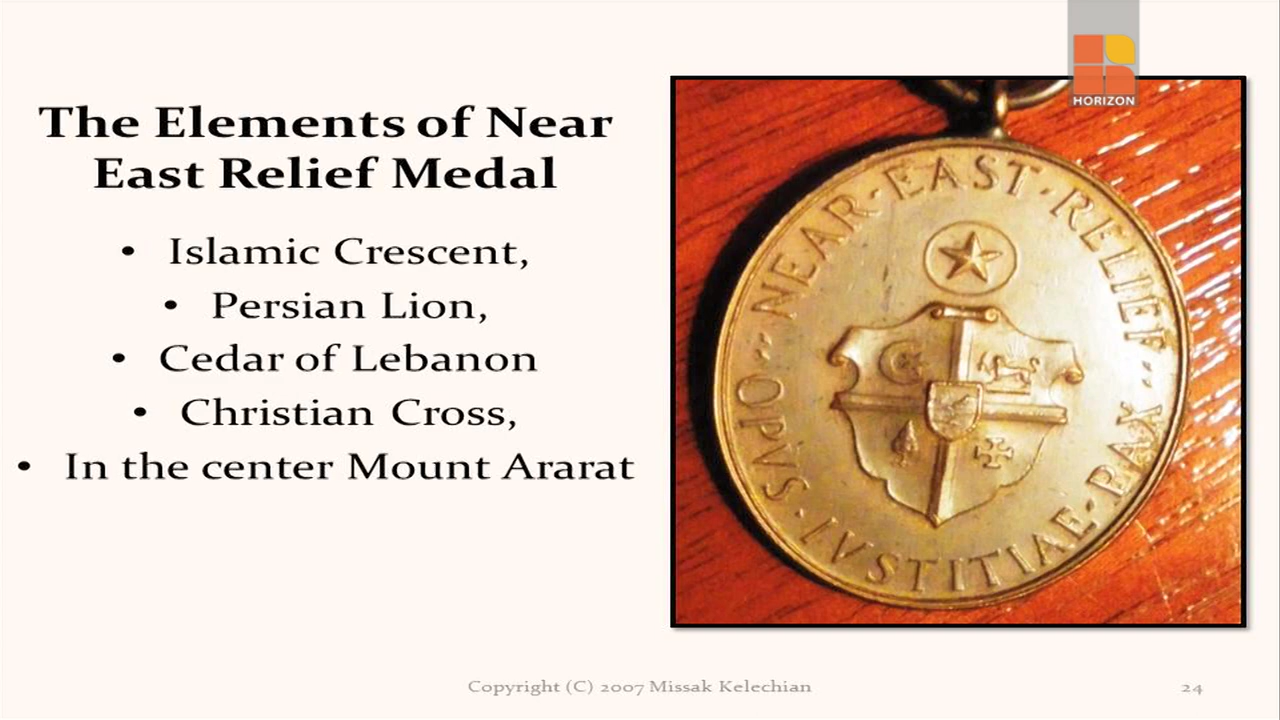 The Elements of Near
East Relief Medal
• Islamic Crescent,
• Persian Lion,
• Cedar of Lebanon
• Christian Cross,
• In the center Mount Ararat
HORIZON
NEAR·EAST·RELIEF
OPVS·IVSTITIAE·PAX
Copyright (C) 2007 Missak Kelechian
24